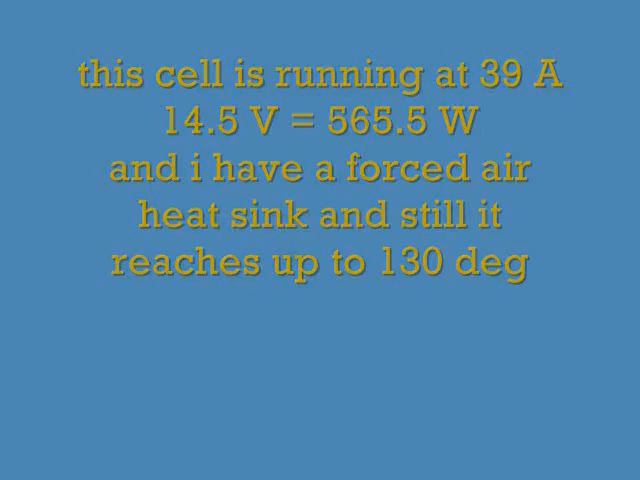 this cell is running at 39 A
14.5 V = 565.5 W
and i have a forced air
heat sink and still it
reaches up to 130 deg